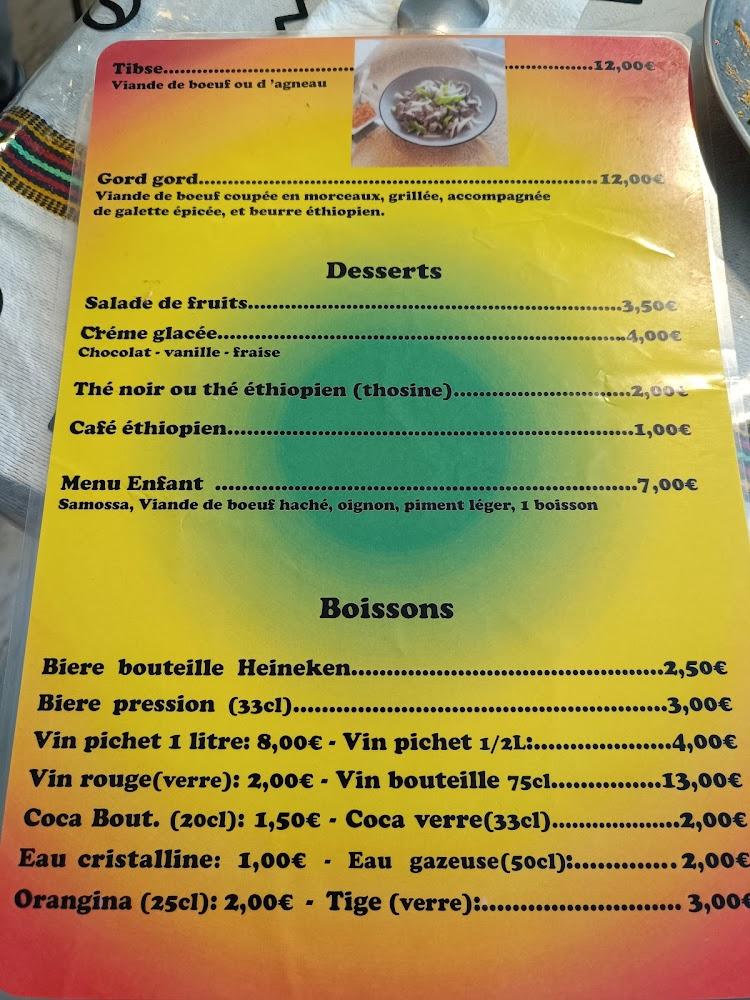 Tibse......................................................12,00€
Viande de boeuf ou d 'agneau
Gord gord......................................................12,00€
Viande de boeuf coupée en morceaux, grillée, accompagnée
de galette épicée, et beurre éthiopien.
Desserts
Salade de fruits......................................................3,50€
Créme glacée......................................................4,00€
Chocolat - vanille - fraise
Thé noir ou thé éthiopien (thosine)..........................2,00€
Café éthiopien......................................................1,00€
Menu Enfant ......................................................7,00€
Samossa, Viande de boeuf haché, oignon, piment léger, 1 boisson
Boissons
Biere bouteille Heineken..........................................2,50€
Biere pression (33cl)..................................................3,00€
Vin pichet 1 litre: 8,00€ - Vin pichet 1/2L:....................4,00€
Vin rouge(verre): 2,00€ - Vin bouteille 75cl................13,00€
Coca Bout. (20cl): 1,50€ - Coca verre(33cl)..................2,00€
Eau cristalline: 1,00€ - Eau gazeuse(50cl):.............2,00€
Orangina (25cl): 2,00€ - Tige (verre):............................ 3,00€